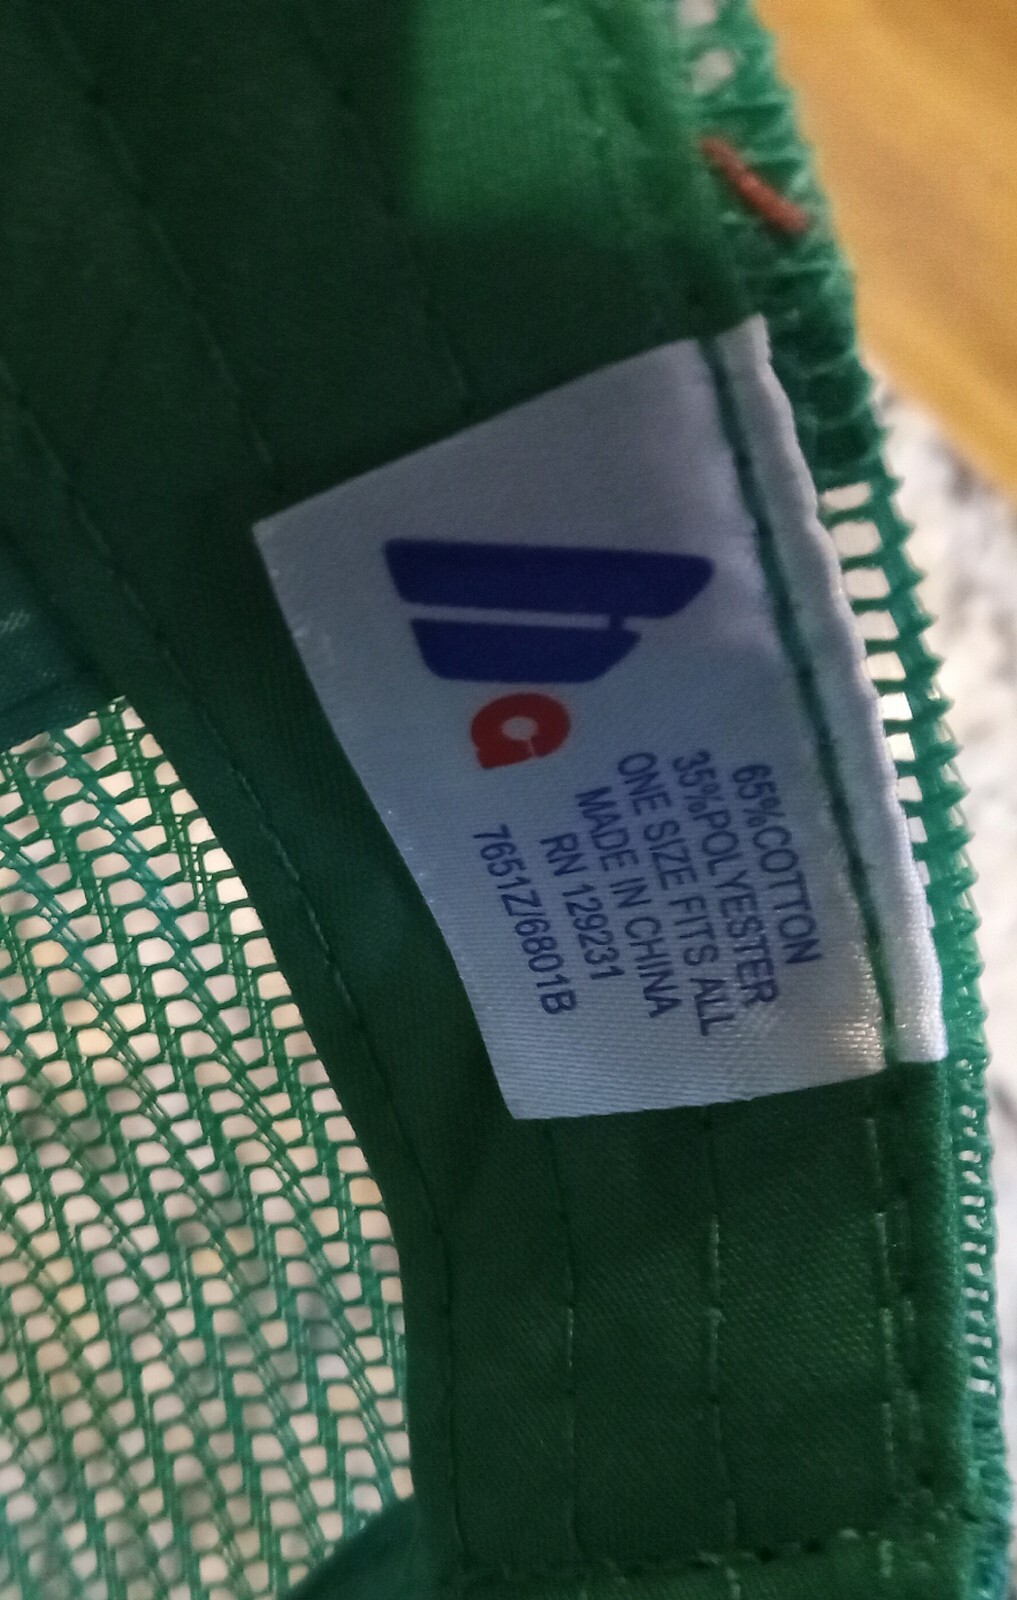 65%COTTON
35%POLYESTER
ONE SIZE FITS ALL
MADE IN CHINA
RN 129231
7651Z/6801B